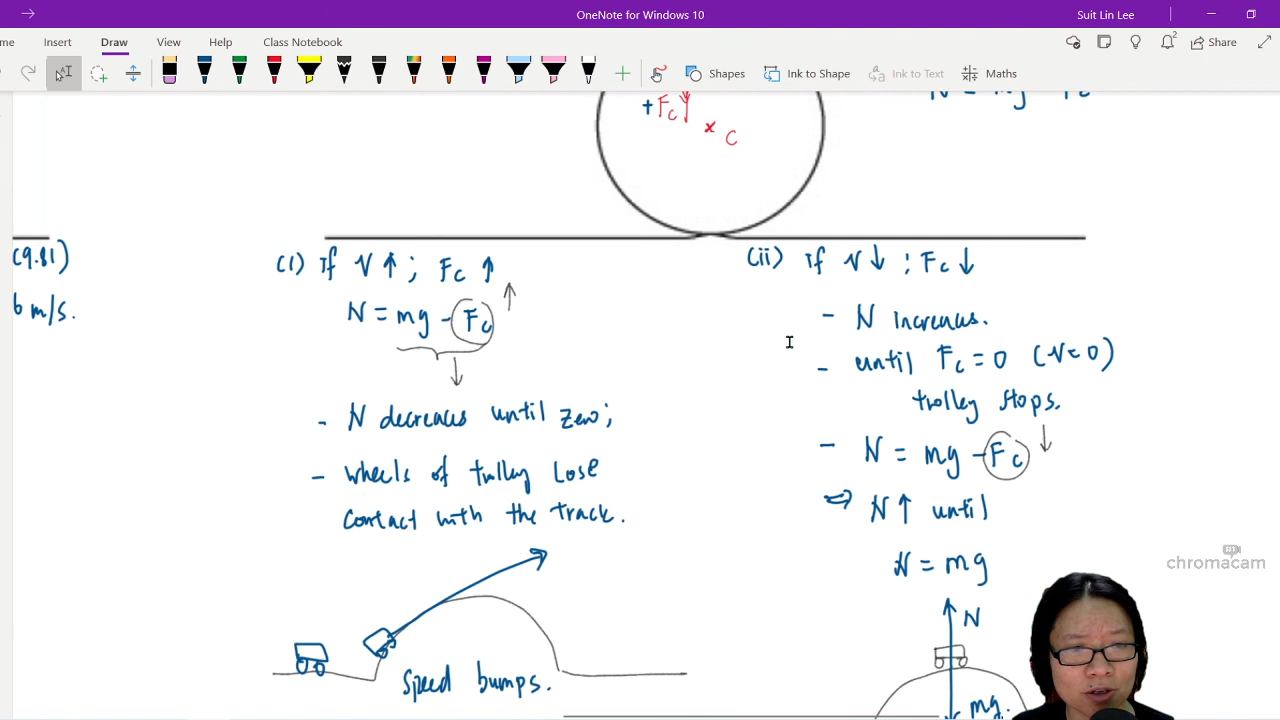 OneNote for Windows 10
Suit Lin Lee
me Insert Draw View Help Class Notebook
Share
Shapes
Ink to Shape
Ink to Text
Maths
+Fc
x C
(9.81)
6 m/s.
(i) If V↑ ; Fc ↑
N = mg - Fc
- N decreases until zero;
- Wheels of trolley lose
contact with the track.
Speed bumps.
(ii) If V↓ ; Fc ↓
- N increases.
- until Fc = 0 (V=0)
trolley stops.
- N = mg - Fc
⇒ N ↑ until
N = mg
N
mg.
chromacam